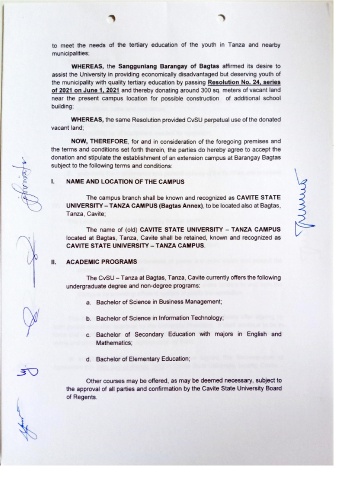 to meet the needs of the tertiary education of the youth in Tanza and nearby
municipalities;
WHEREAS, the Sangguniang Barangay of Bagtas affirmed its desire to
assist the University in providing economically disadvantaged but deserving youth of
the municipality with quality tertiary education by passing Resolution No. 24, series
of 2021 on June 1, 2021 and thereby donating around 300 sq. meters of vacant land
near the present campus location for possible construction of additional school
building;
WHEREAS, the same Resolution provided CvSU perpetual use of the donated
vacant land;
NOW, THEREFORE, for and in consideration of the foregoing premises and
the terms and conditions set forth therein, the parties do hereby agree to accept the
donation and stipulate the establishment of an extension campus at Barangay Bagtas
subject to the following terms and conditions:
I. NAME AND LOCATION OF THE CAMPUS
The campus branch shall be known and recognized as CAVITE STATE
UNIVERSITY – TANZA CAMPUS (Bagtas Annex), to be located also at Bagtas,
Tanza, Cavite;
The name of (old) CAVITE STATE UNIVERSITY – TANZA CAMPUS
located at Bagtas, Tanza, Cavite shall be retained, known and recognized as
CAVITE STATE UNIVERSITY – TANZA CAMPUS.
II. ACADEMIC PROGRAMS
The CvSU – Tanza at Bagtas, Tanza, Cavite currently offers the following
undergraduate degree and non-degree programs:
a. Bachelor of Science in Business Management;
b. Bachelor of Science in Information Technology;
c. Bachelor of Secondary Education with majors in English and
Mathematics;
d. Bachelor of Elementary Education;
Other courses may be offered, as may be deemed necessary, subject to
the approval of all parties and confirmation by the Cavite State University Board
of Regents.